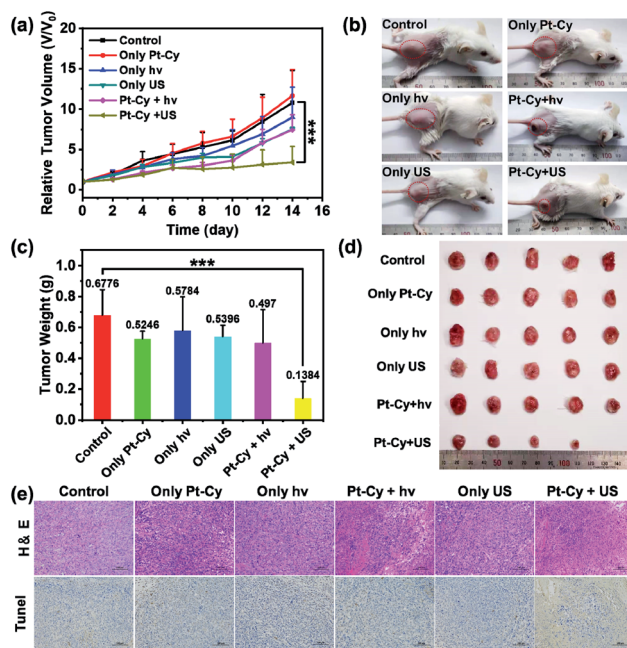 (a)
Relative Tumor Volume (V/V0)
20
15
10
5
0
Control
Only Pt-Cy
Only hv
Only US
Pt-Cy + hv
Pt-Cy +US
***
0 2 4 6 8 10 12 14 16
Time (day)
(b)
Control
Only Pt-Cy
Only hv
Pt-Cy+hv
Only US
Pt-Cy+US
(c)
Tumor Weight (g)
1.0
0.8
0.6
0.4
0.2
0.0
***
0.6776
0.5246
0.5784
0.5396
0.497
0.1384
Control
Only Pt-Cy
Only hv
Only US
Pt-Cy + hv
Pt-Cy + US
(d)
Control
Only Pt-Cy
Only hv
Only US
Pt-Cy+hv
Pt-Cy+US
(e)
Control Only Pt-Cy Only hv Pt-Cy + hv Only US Pt-Cy + US
H & E
Tunel